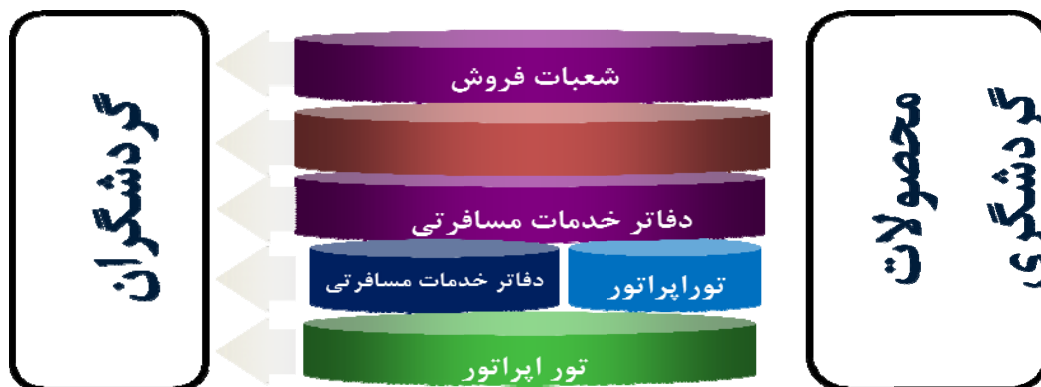 محصولات
گردشگری
شعبات فروش
دفاتر خدمات مسافرتی
توراپراتور
دفاتر خدمات مسافرتی
تور اپراتور
گردشگران